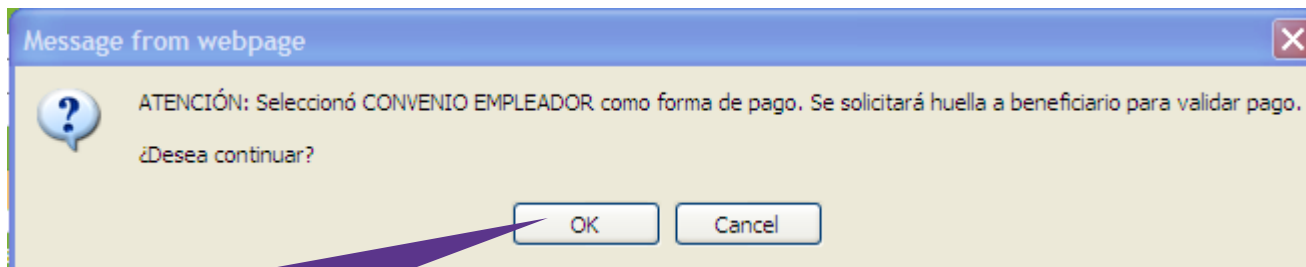 Message from webpage
ATENCIÓN: Seleccionó CONVENIO EMPLEADOR como forma de pago. Se solicitará huella a beneficiario para validar pago.
¿Desea continuar?
OK
Cancel